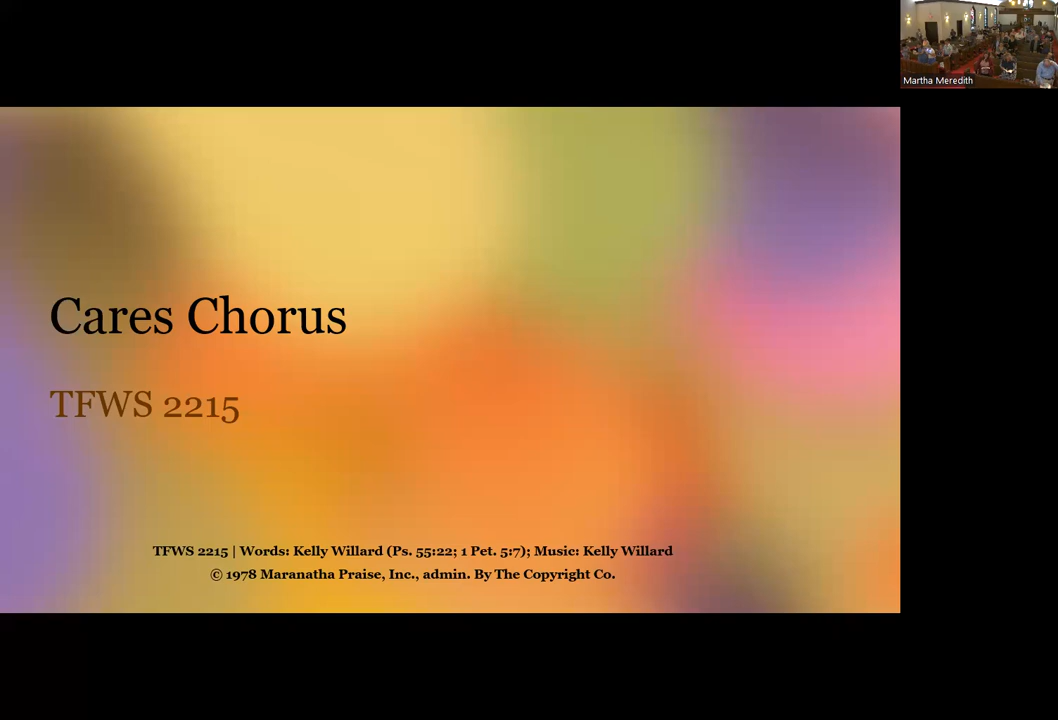 Martha Meredith
Cares Chorus
TFWS 2215
TFWS 2215 | Words: Kelly Willard (Ps. 55:22; 1 Pet. 5:7); Music: Kelly Willard
© 1978 Maranatha Praise, Inc., admin. By The Copyright Co.